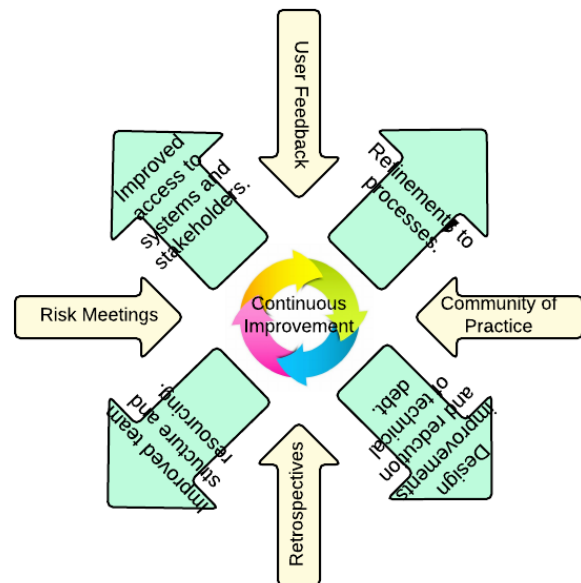 User Feedback
Improved
access to
systems and
stakeholders.
Refinements to
processes.
Risk Meetings
Continuous
Improvement
Community of
Practice
Improved team
structure and
resourcing.
Design
improvements
and redcution
of technical
debt.
Retrospectives